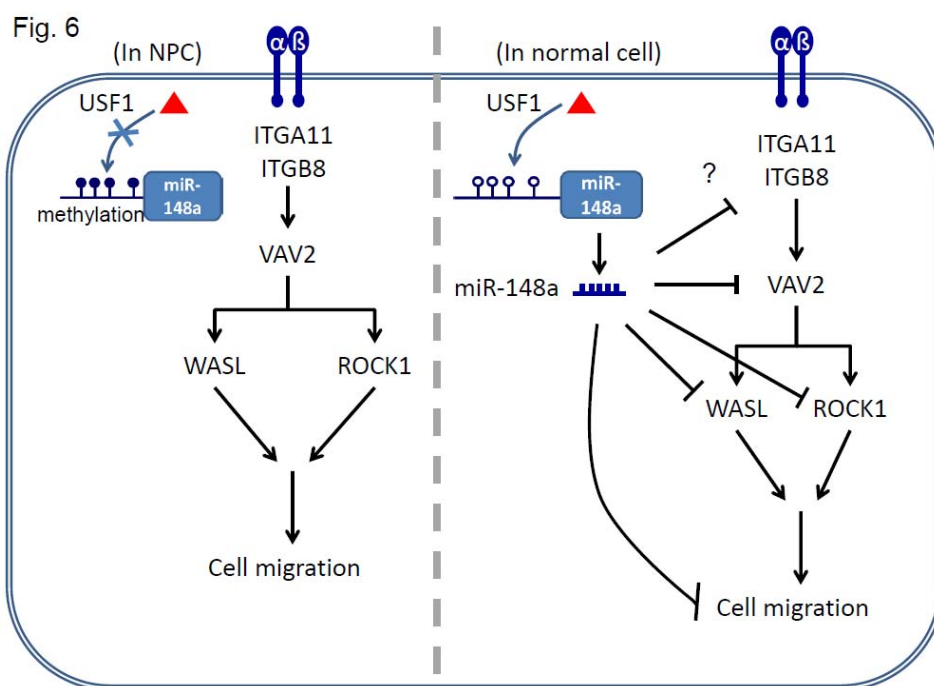 Fig. 6
(In NPC)
α ß
USF1
ITGA11
ITGB8
miR-
148a
methylation
VAV2
WASL ROCK1
Cell migration
(In normal cell)
α ß
USF1
ITGA11
ITGB8
?
miR-
148a
miR-148a
VAV2
WASL ROCK1
Cell migration